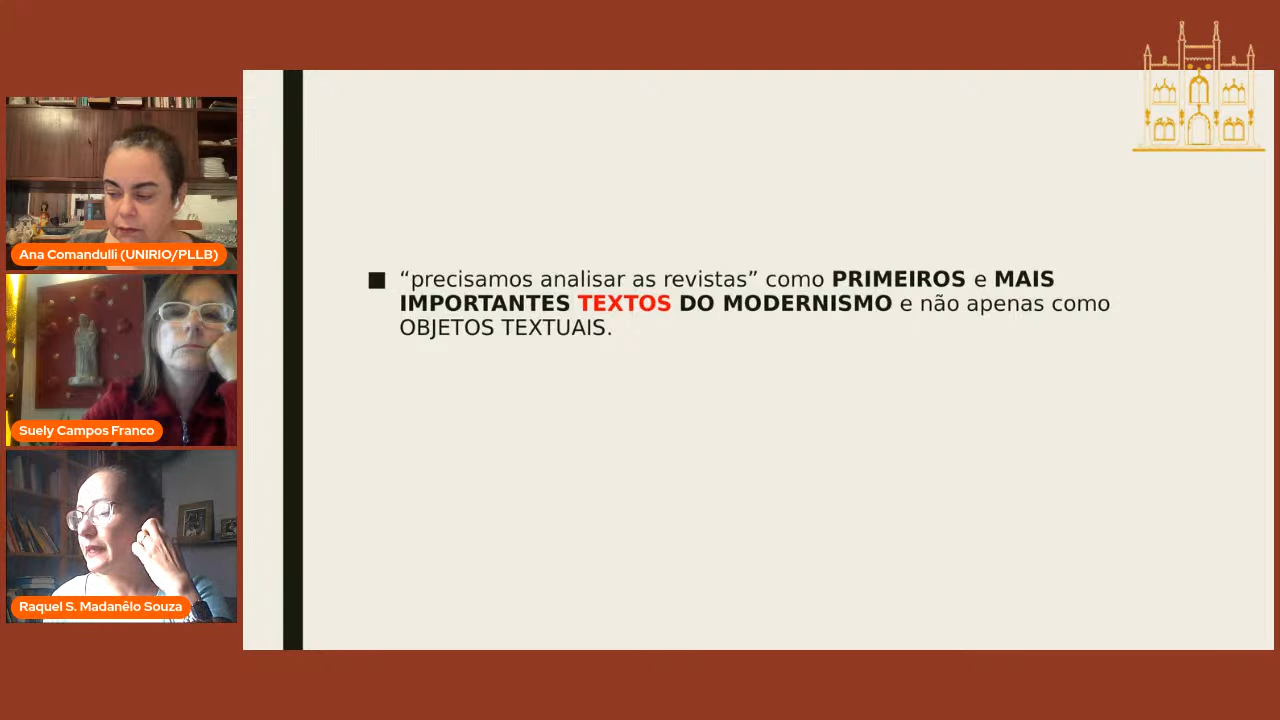 Ana Comandulli (UNIRIO/PLLB)
Suely Campos Franco
Raquel S. Madanêlo Souza
“precisamos analisar as revistas” como PRIMEIROS e MAIS
IMPORTANTES TEXTOS DO MODERNISMO e não apenas como
OBJETOS TEXTUAIS.